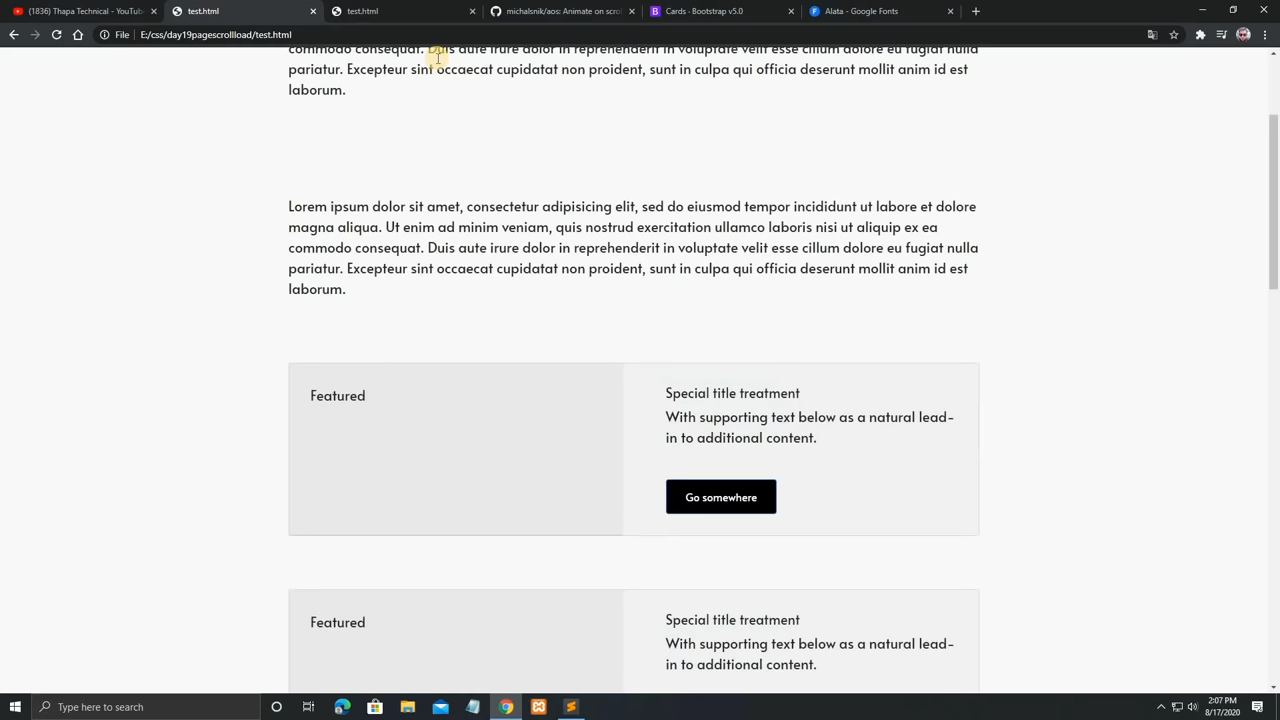 (1836) Thapa Technical - YouTub
test.html
test.html
michalsnik/aos: Animate on scro
Cards - Bootstrap v5.0
Alata - Google Fonts
File
E:/cs/day19pagescrollload/test.html
commodo consequat. Duis aute irure dolor in reprehenderit in voluptate velit esse cillum dolore eu fugiat nulla
pariatur. Excepteur sint occaecat cupidatat non proident, sunt in culpa qui officia deserunt mollit anim id est
laborum.
Lorem ipsum dolor sit amet, consectetur adipisicing elit, sed do eiusmod tempor incididunt ut labore et dolore
magna aliqua. Ut enim ad minim veniam, quis nostrud exercitation ullamco laboris nisi ut aliquip ex ea
commodo consequat. Duis aute irure dolor in reprehenderit in voluptate velit esse cillum dolore eu fugiat nulla
pariatur. Excepteur sint occaecat cupidatat non proident, sunt in culpa qui officia deserunt mollit anim id est
laborum.
Featured
Special title treatment
With supporting text below as a natural lead-
in to additional content.
Go somewhere
Featured
Special title treatment
With supporting text below as a natural lead-
in to additional content.
Type here to search
2:07 PM
8/17/2020